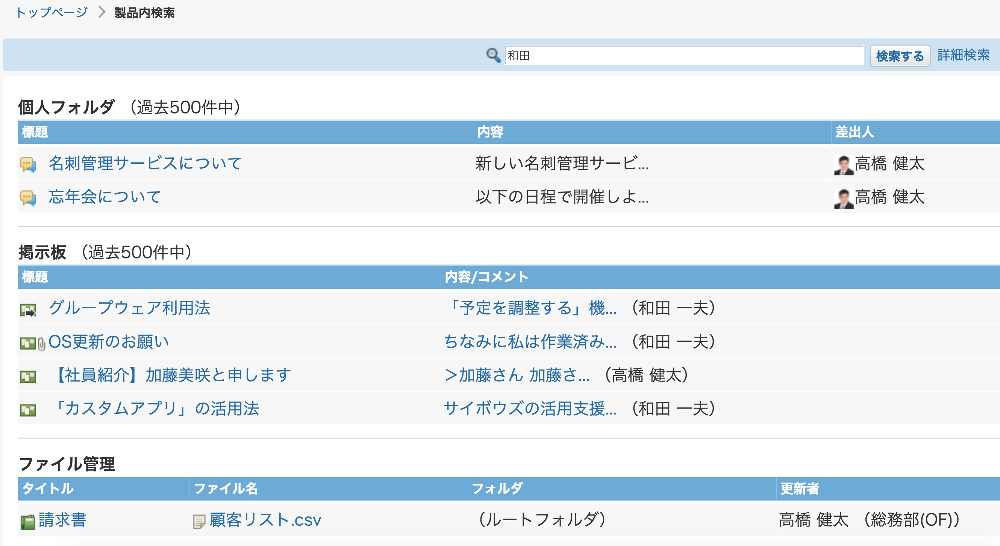 トップページ > 製品内検索
和田 検索する 詳細検索
個人フォルダ （過去500件中）
標題 内容 差出人
名刺管理サービスについて 新しい名刺管理サービ... 高橋 健太
忘年会について 以下の日程で開催しよ... 高橋 健太
掲示板 （過去500件中）
標題 内容/コメント
グループウェア利用法 「予定を調整する」機... （和田 一夫）
OS更新のお願い ちなみに私は作業済み... （和田 一夫）
【社員紹介】加藤美咲と申します ＞加藤さん 加藤さ... （高橋 健太）
「カスタムアプリ」の活用法 サイボウズの活用支援... （和田 一夫）
ファイル管理
タイトル ファイル名 フォルダ 更新者
請求書 顧客リスト.csv （ルートフォルダ） 高橋 健太 （総務部(OF)）